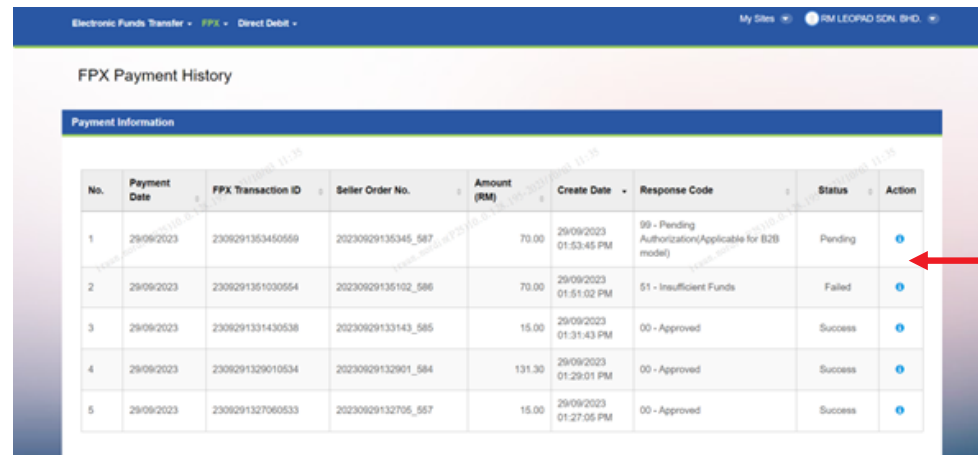 Electronic Funds Transfer FPX Direct Debit My Sites RM LEOPAD SDN. BHD.
FPX Payment History
Payment Information
No. Payment Date FPX Transaction ID Seller Order No. Amount (RM) Create Date Response Code Status Action
1 29/09/2023 2309291353450559 20230929135345_587 70.00 29/09/2023 01:53:45 PM 99 - Pending Authorization(Applicable for B2B model) Pending
2 29/09/2023 2309291351030554 20230929135102_586 70.00 29/09/2023 01:51:02 PM 51 - Insufficient Funds Failed
3 29/09/2023 2309291331430538 20230929133143_585 15.00 29/09/2023 01:31:43 PM 00 - Approved Success
4 29/09/2023 2309291329010534 20230929132901_584 131.30 29/09/2023 01:29:01 PM 00 - Approved Success
5 29/09/2023 2309291327060533 20230929132705_557 15.00 29/09/2023 01:27:05 PM 00 - Approved Success